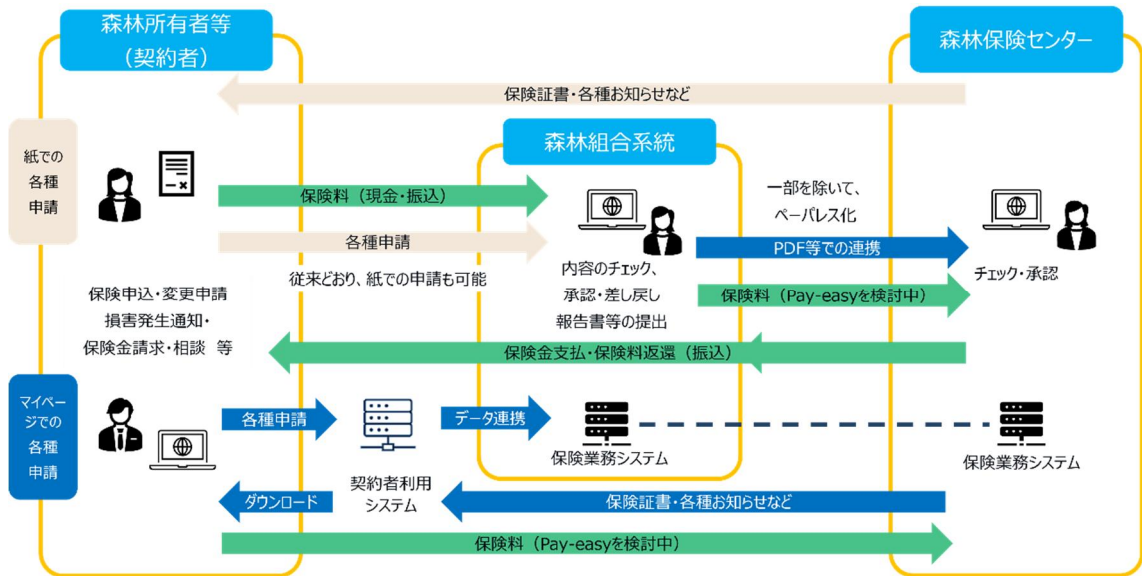 森林所有者等
（契約者）
森林保険センター
保険証書・各種お知らせなど
森林組合系統
紙での
各種
申請
保険料（現金・振込）
一部を除いて、
ペーパレス化
各種申請
PDF等での連携
従来どおり、紙での申請も可能
内容のチェック、
承認・差し戻し
報告書等の提出
チェック・承認
保険料（Pay-easyを検討中）
保険申込・変更申請
損害発生通知・
保険金請求・相談 等
保険金支払・保険料返還（振込）
マイペー
ジでの
各種
申請
各種申請
データ連携
保険業務システム
保険業務システム
契約者利用
システム
ダウンロード
保険証書・各種お知らせなど
保険料（Pay-easyを検討中）